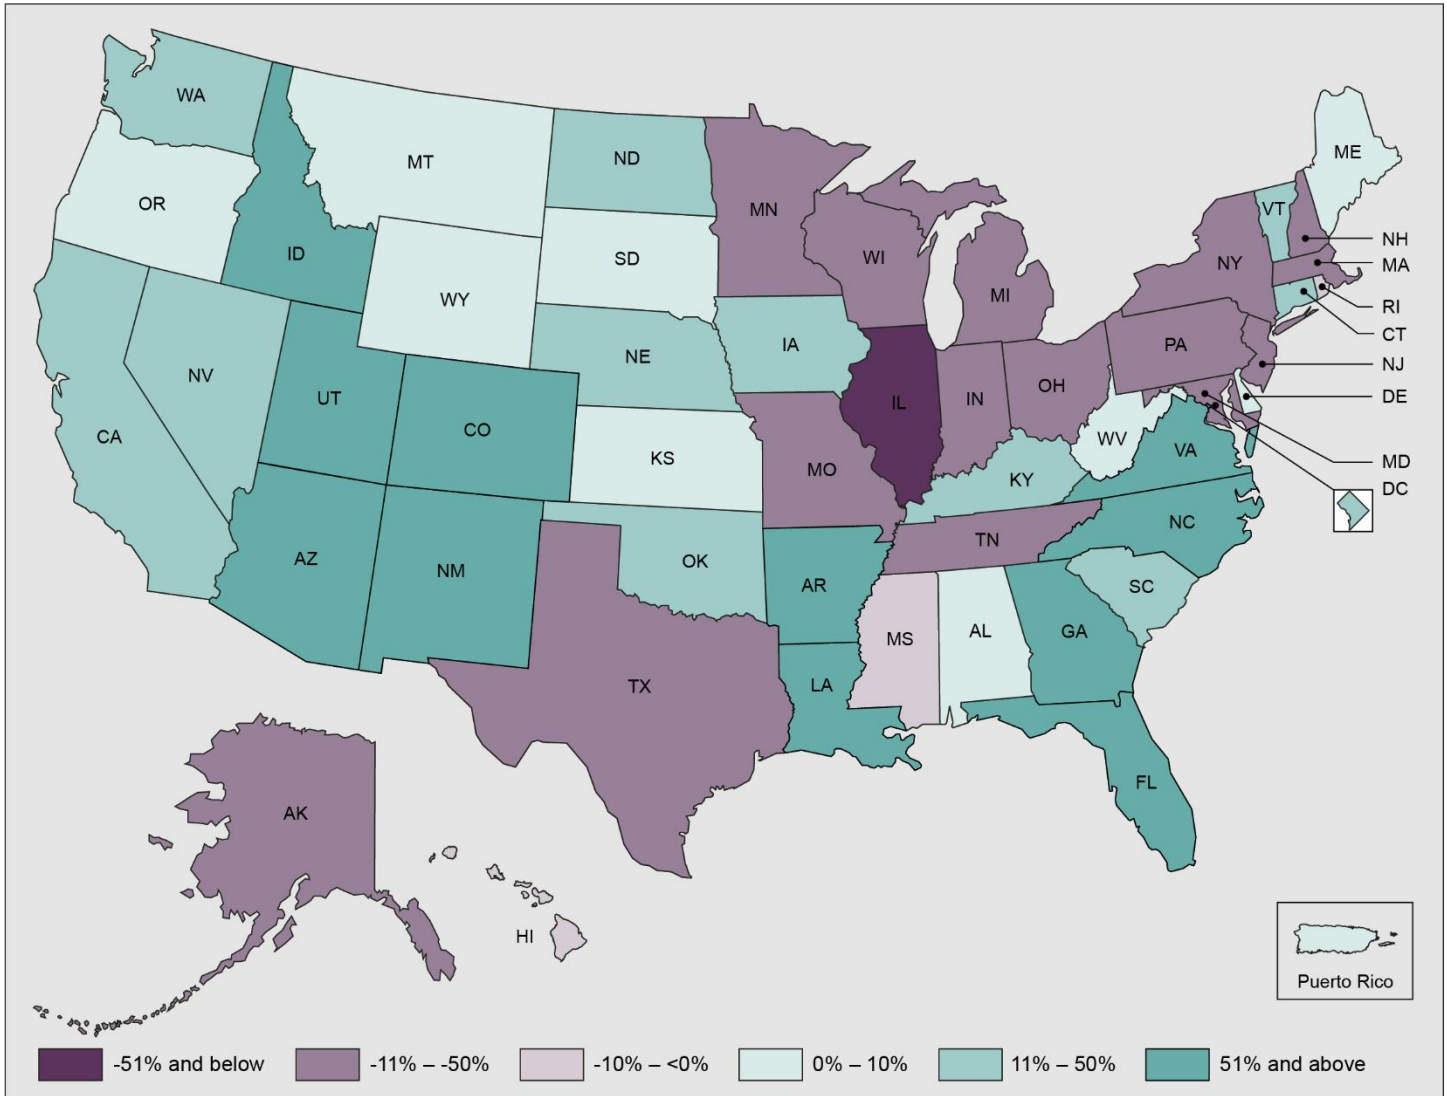 WA
MT
ND
MN
ME
OR
ID
SD
WI
VT
NY
NH
MA
WY
MI
RI
CT
NV
NE
IA
PA
NJ
UT
CO
IL
IN
OH
DE
CA
KS
MO
WV
VA
MD
KY
DC
AZ
NM
OK
AR
TN
NC
MS
AL
GA
SC
TX
LA
FL
AK
HI
Puerto Rico
-51% and below -11% – -50% -10% – <0% 0% – 10% 11% – 50% 51% and above